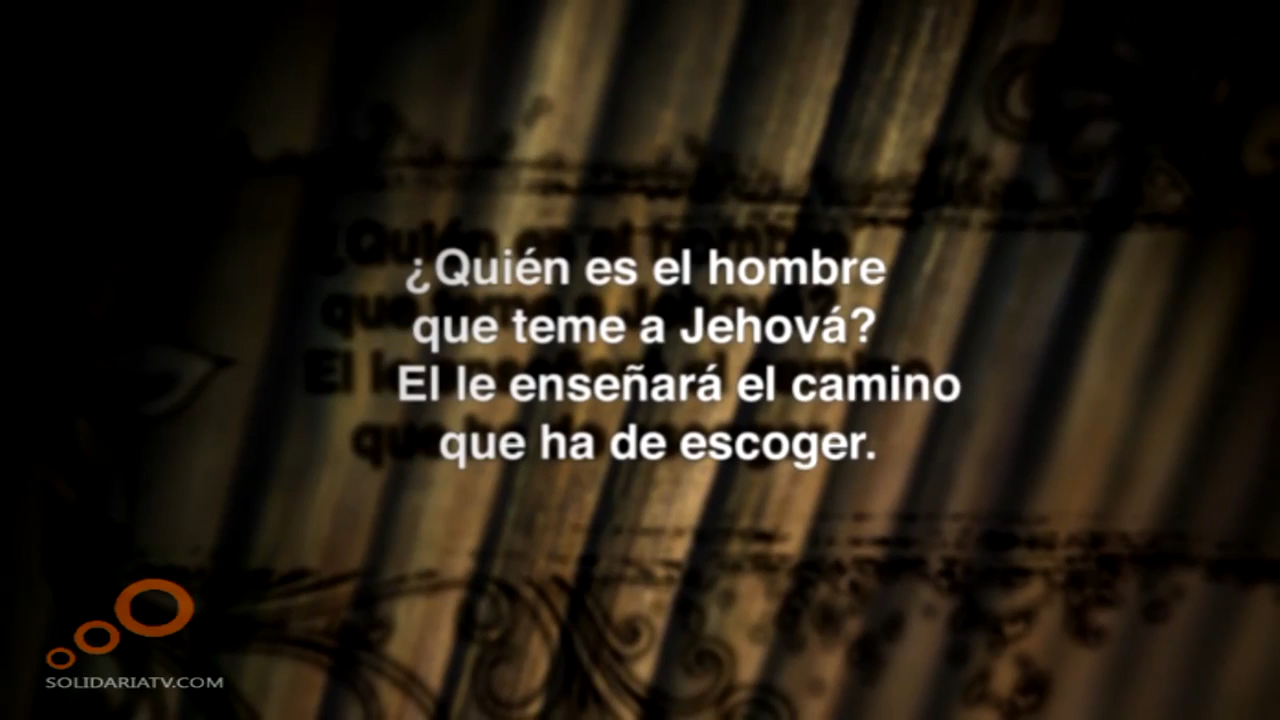 ¿Quién es el hombre
que teme a Jehová?
El le enseñará el camino
que ha de escoger.
SOLIDARIATV.COM